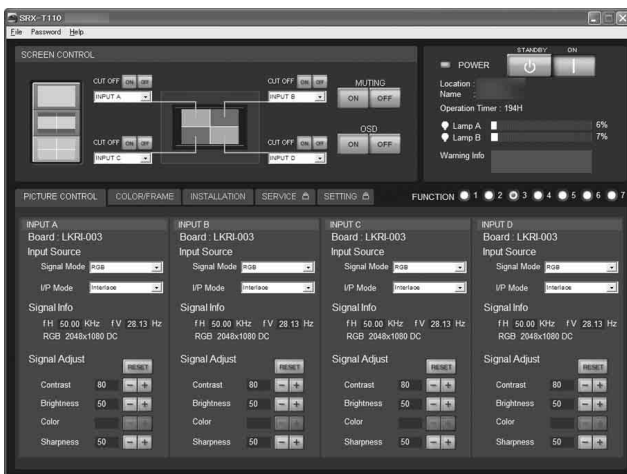 SRX-T110
File Password Help
SCREEN CONTROL
CUT OFF ON OFF
INPUT A
CUT OFF ON OFF
INPUT B
CUT OFF ON OFF
INPUT C
CUT OFF ON OFF
INPUT D
MUTING
ON OFF
OSD
ON OFF
STANDBY ON
POWER
Location :
Name :
Operation Timer : 194H
Lamp A 6%
Lamp B 7%
Warning Info
PICTURE CONTROL COLOR/FRAME INSTALLATION SERVICE SETTING FUNCTION 1 2 3 4 5 6 7
INPUT A
Board : LKRI-003
Input Source
Signal Mode RGB
I/P Mode Interlace
Signal Info
fH 50.00 KHz fV 28.13 Hz
RGB 2048x1080 DC
Signal Adjust
RESET
Contrast 80 - +
Brightness 50 - +
Color - +
Sharpness 50 - +
INPUT B
Board : LKRI-003
Input Source
Signal Mode RGB
I/P Mode Interlace
Signal Info
fH 50.00 KHz fV 28.13 Hz
RGB 2048x1080 DC
Signal Adjust
RESET
Contrast 80 - +
Brightness 50 - +
Color - +
Sharpness 50 - +
INPUT C
Board : LKRI-003
Input Source
Signal Mode RGB
I/P Mode Interlace
Signal Info
fH 50.00 KHz fV 28.13 Hz
RGB 2048x1080 DC
Signal Adjust
RESET
Contrast 80 - +
Brightness 50 - +
Color - +
Sharpness 50 - +
INPUT D
Board : LKRI-003
Input Source
Signal Mode RGB
I/P Mode Interlace
Signal Info
fH 50.00 KHz fV 28.13 Hz
RGB 2048x1080 DC
Signal Adjust
RESET
Contrast 80 - +
Brightness 50 - +
Color - +
Sharpness 50 - +